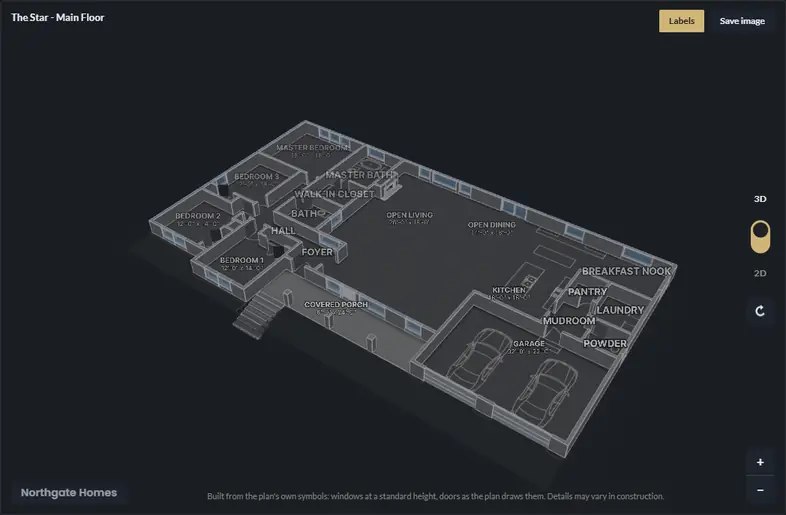 The Star - Main Floor
Labels
Save image
MASTER BEDROOM
BEDROOM 3
MASTER BATH
WALK-IN CLOSET
BEDROOM 2
BATH
OPEN LIVING
OPEN DINING
HALL
FOYER
BEDROOM 1
BREAKFAST NOOK
KITCHEN
PANTRY
COVERED PORCH
LAUNDRY
MUDROOM
GARAGE
POWDER
3D
2D
+
−
Northgate Homes
Built from the plan's own symbols: windows at a standard height, doors as the plan draws them. Details may vary in construction.